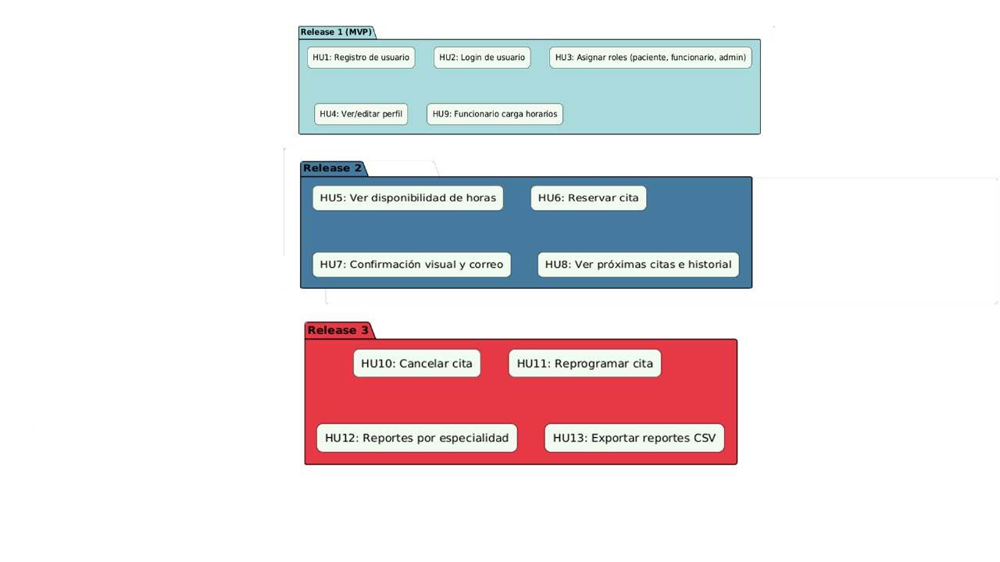 Release 1 (MVP)
HU1: Registro de usuario
HU2: Login de usuario
HU3: Asignar roles (paciente, funcionario, admin)
HU4: Ver/editar perfil
HU9: Funcionario carga horarios
Release 2
HU5: Ver disponibilidad de horas
HU6: Reservar cita
HU7: Confirmación visual y correo
HU8: Ver próximas citas e historial
Release 3
HU10: Cancelar cita
HU11: Reprogramar cita
HU12: Reportes por especialidad
HU13: Exportar reportes CSV